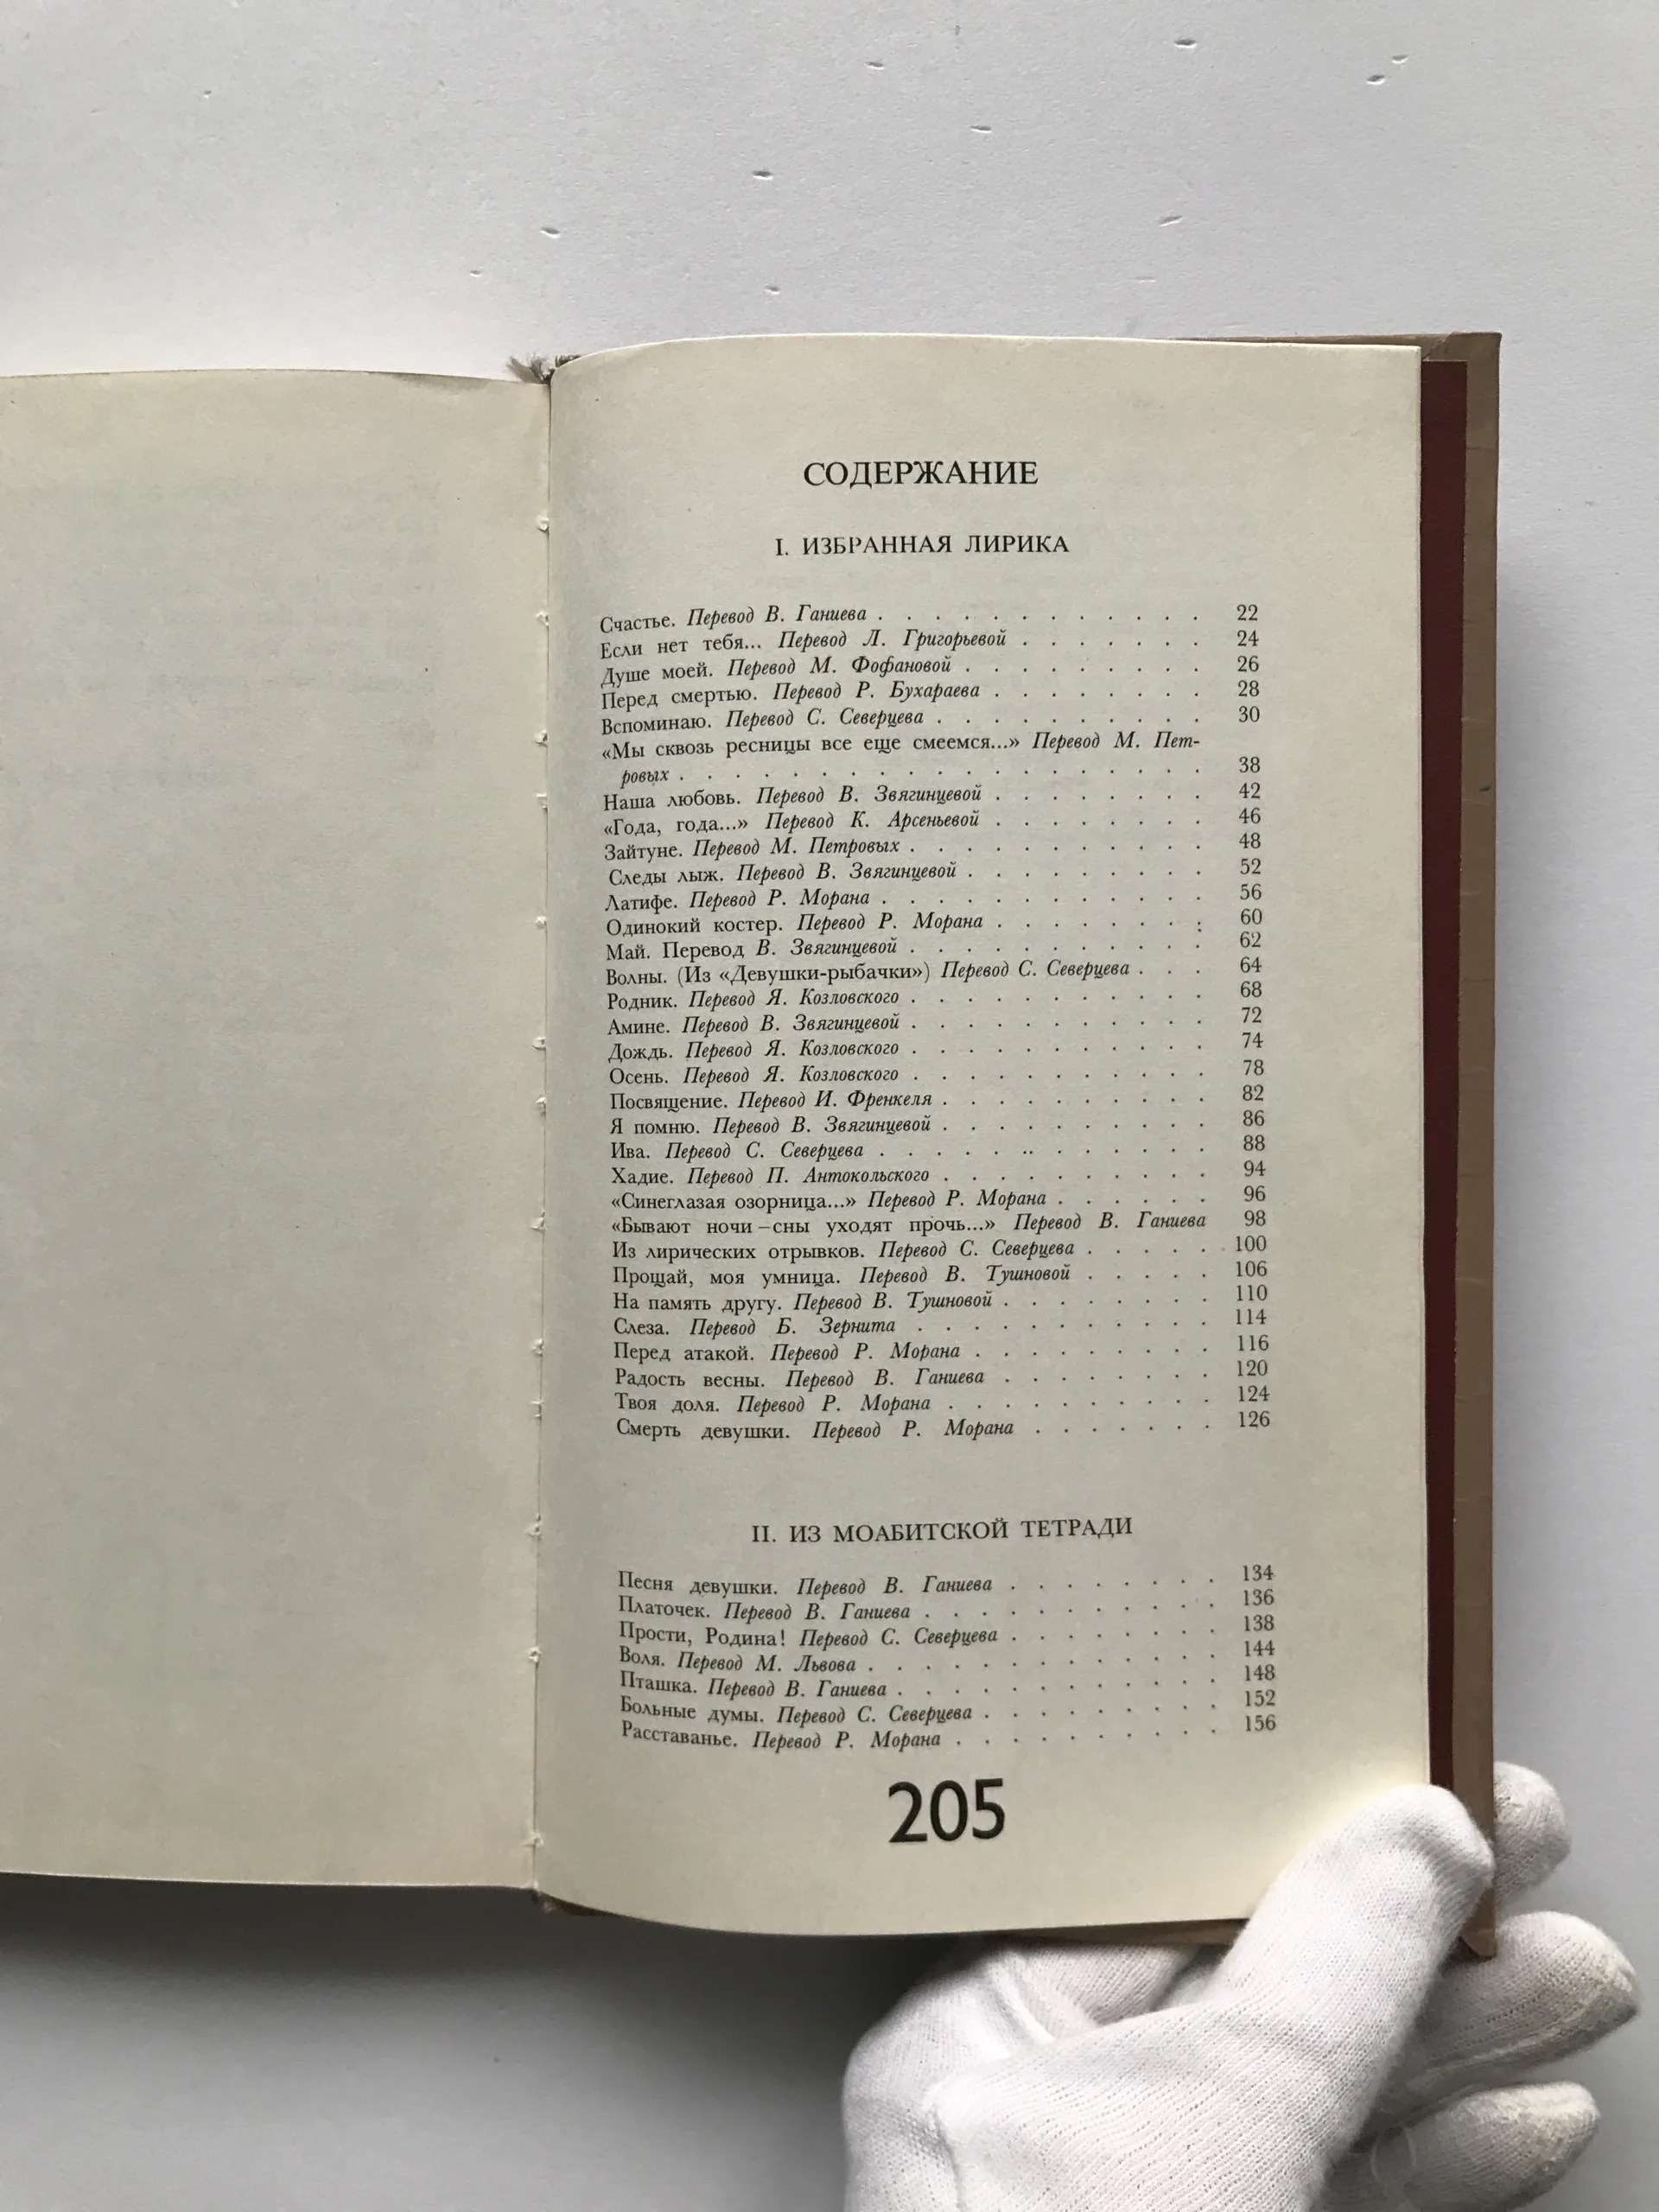 СОДЕРЖАНИЕ
I. ИЗБРАННАЯ ЛИРИКА
Счастье. Перевод В. Ганиева . . . . . . . . . . . . 22
Если нет тебя... Перевод Л. Григорьевой . . . . . . . 24
Душе моей. Перевод М. Фофановой . . . . . . . . . 26
Перед смертью. Перевод Р. Бухараева . . . . . . . . 28
Вспоминаю. Перевод С. Северцева . . . . . . . . . . 30
«Мы сквозь ресницы все еще смеемся...» Перевод М. Пет-
ровых . . . . . . . . . . . . . . . . . . . 38
Наша любовь. Перевод В. Звягинцевой . . . . . . . . 42
«Года, года...» Перевод К. Арсеньевой . . . . . . . . 46
Зайтуне. Перевод М. Петровых . . . . . . . . . . . 48
Следы лыж. Перевод В. Звягинцевой . . . . . . . . . 52
Латифе. Перевод Р. Морана . . . . . . . . . . . . 56
Одинокий костер. Перевод Р. Морана . . . . . . . : 60
Май. Перевод В. Звягинцевой . . . . . . . . . . . 62
Волны. (Из «Девушки-рыбачки») Перевод С. Северцева . . . 64
Родник. Перевод Я. Козловского . . . . . . . . . . . 68
Амине. Перевод В. Звягинцевой . . . . . . . . . . . 72
Дождь. Перевод Я. Козловского . . . . . . . . . . . 74
Осень. Перевод Я. Козловского . . . . . . . . . . . 78
Посвящение. Перевод И. Френкеля . . . . . . . . . . 82
Я помню. Перевод В. Звягинцевой . . . . . . . . . . 86
Ива. Перевод С. Северцева . . . . . .. . . . . . . 88
Хадие. Перевод П. Антокольского . . . . . . . . . . 94
«Синеглазая озорница...» Перевод Р. Морана . . . . . . 96
«Бывают ночи – сны уходят прочь...» Перевод В. Ганиева 98
Из лирических отрывков. Перевод С. Северцева . . . . . 100
Прощай, моя умница. Перевод В. Тушновой . . . . . 106
На память другу. Перевод В. Тушновой . . . . . . . . 110
Слеза. Перевод Б. Зернита . . . . . . . . . . . 114
Перед атакой. Перевод Р. Морана . . . . . . . . . 116
Радость весны. Перевод В. Ганиева . . . . . . . . 120
Твоя доля. Перевод Р. Морана . . . . . . . . . . 124
Смерть девушки. Перевод Р. Морана . . . . . . . 126
II. ИЗ МОАБИТСКОЙ ТЕТРАДИ
Песня девушки. Перевод В. Ганиева . . . . . . . . 134
Платочек. Перевод В. Ганиева . . . . . . . . . . . 136
Прости, Родина! Перевод С. Северцева . . . . . . . . 138
Воля. Перевод М. Львова . . . . . . . . . . . . . 144
Пташка. Перевод В. Ганиева . . . . . . . . . . . . 148
Больные думы. Перевод С. Северцева . . . . . . . . . 152
Расставанье. Перевод Р. Морана . . . . . . . . . . 156
205